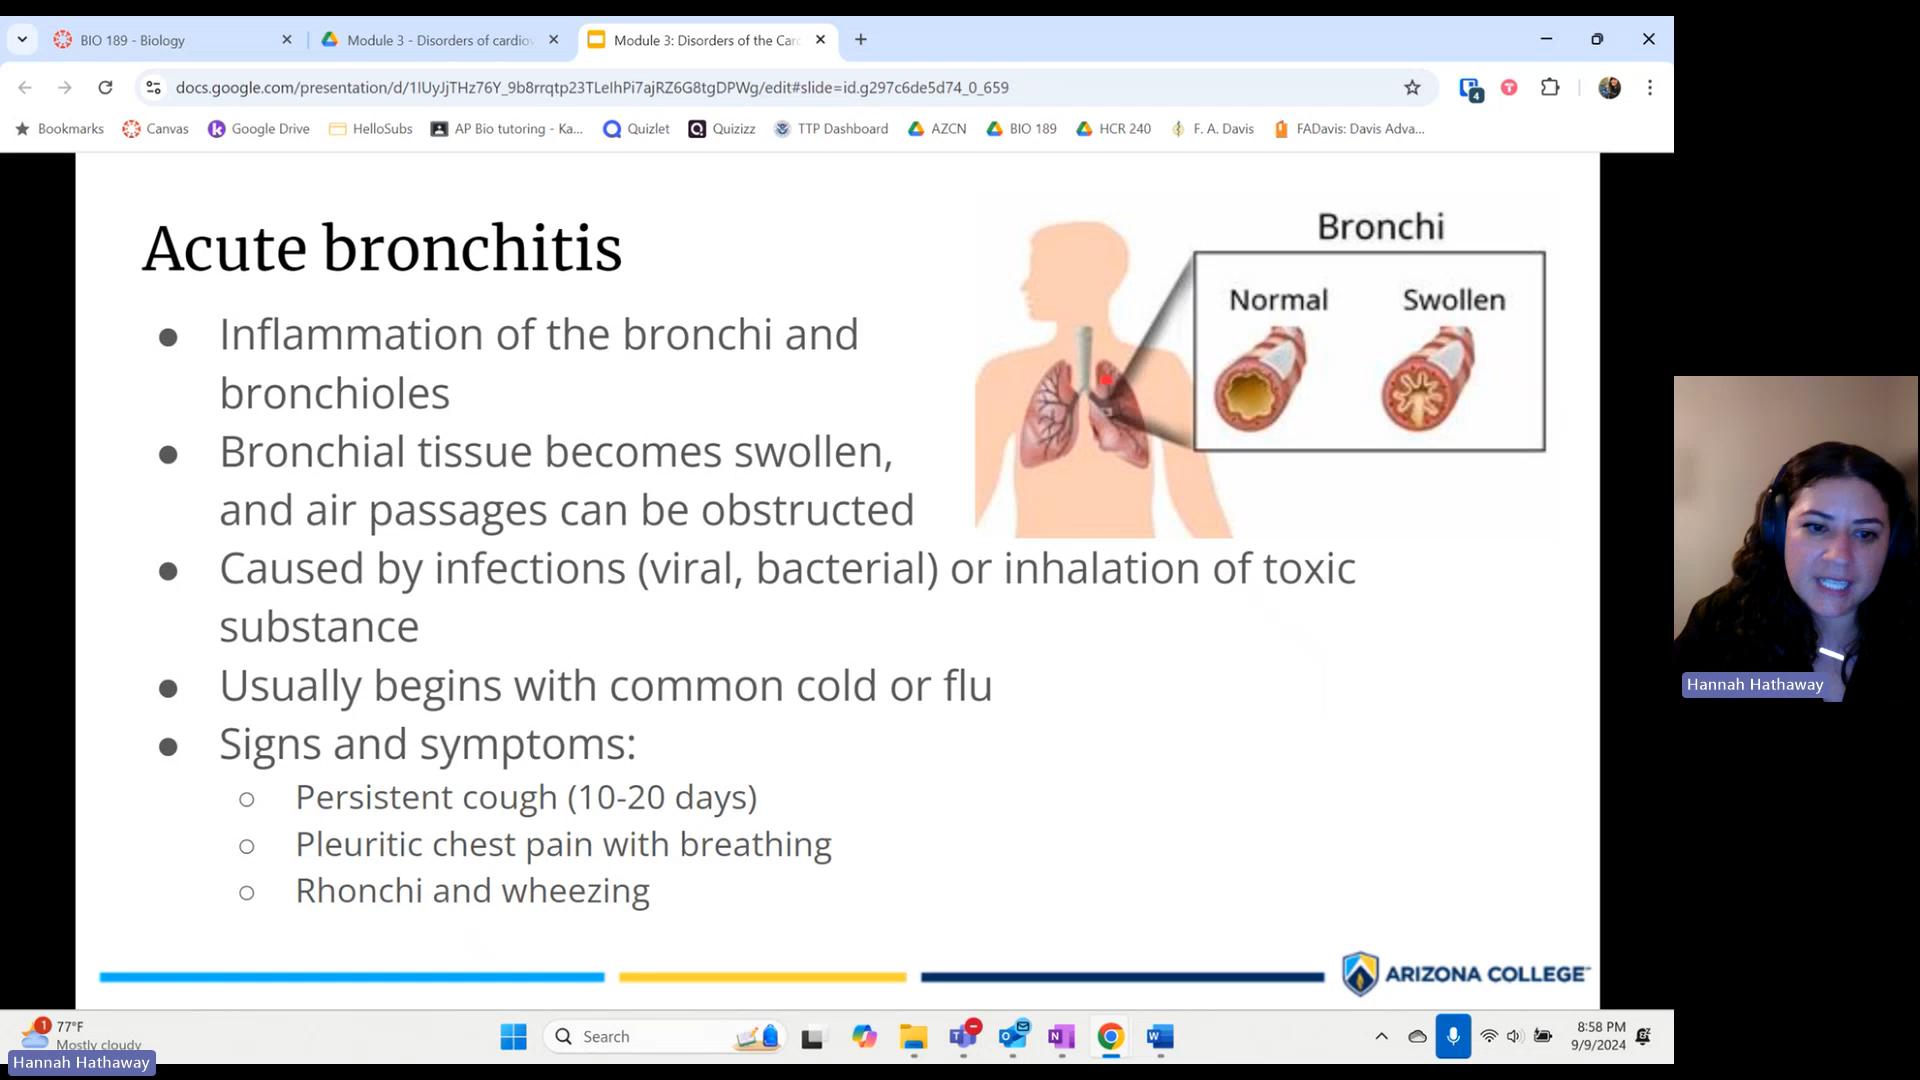 BIO 189 - Biology
Module 3 - Disorders of cardiov
Module 3: Disorders of the Card
docs.google.com/presentation/d/1IUyJjTHz76Y_9b8rrqtp23TLeIhPi7ajRZ6G8tgDPWg/edit#slide=id.g297c6de5d74_0_659
4
Bookmarks
Canvas
Google Drive
HelloSubs
AP Bio tutoring - Ka...
Quizlet
Quizizz
TTP Dashboard
AZCN
BIO 189
HCR 240
F. A. Davis
FADavis: Davis Adva...
Acute bronchitis
Bronchi
Normal
Swollen
● Inflammation of the bronchi and
bronchioles
● Bronchial tissue becomes swollen,
and air passages can be obstructed
● Caused by infections (viral, bacterial) or inhalation of toxic
substance
● Usually begins with common cold or flu
● Signs and symptoms:
○ Persistent cough (10-20 days)
○ Pleuritic chest pain with breathing
○ Rhonchi and wheezing
ARIZONA COLLEGE
Hannah Hathaway
1
77°F
Mostly cloudy
Search
8:58 PM
9/9/2024
Hannah Hathaway